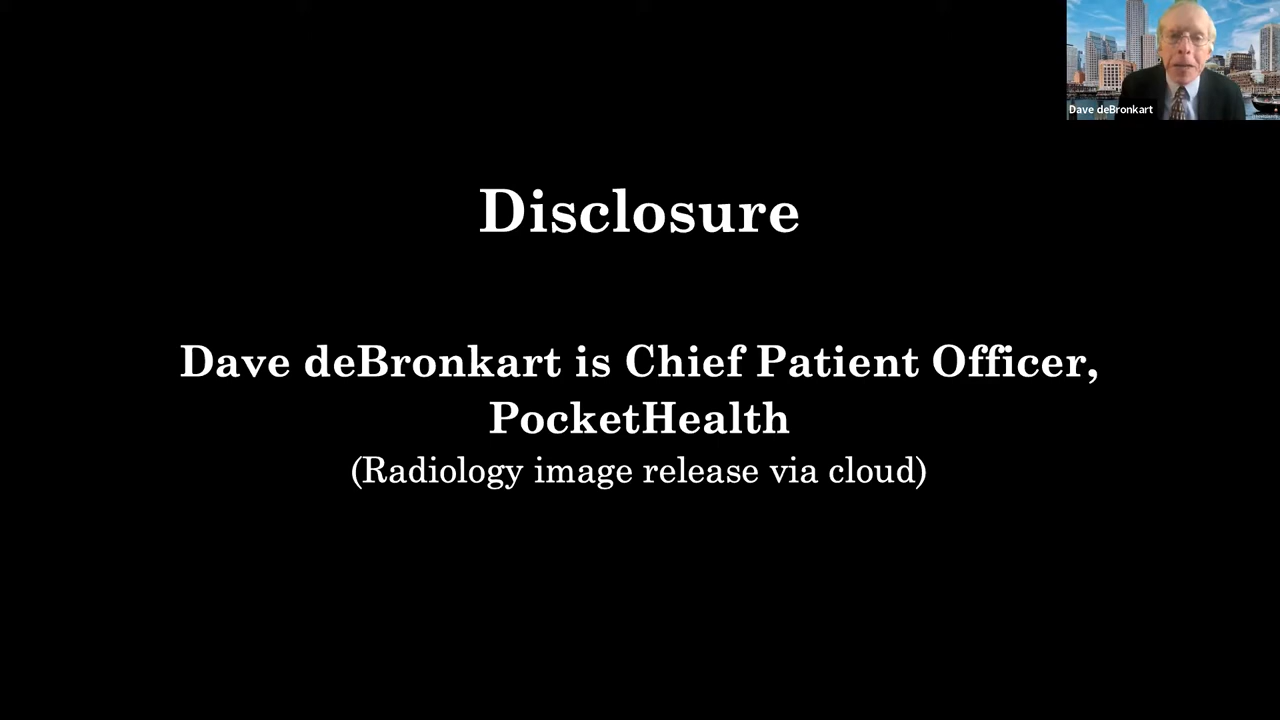 Dave deBronkart
Disclosure
Dave deBronkart is Chief Patient Officer,
PocketHealth
(Radiology image release via cloud)